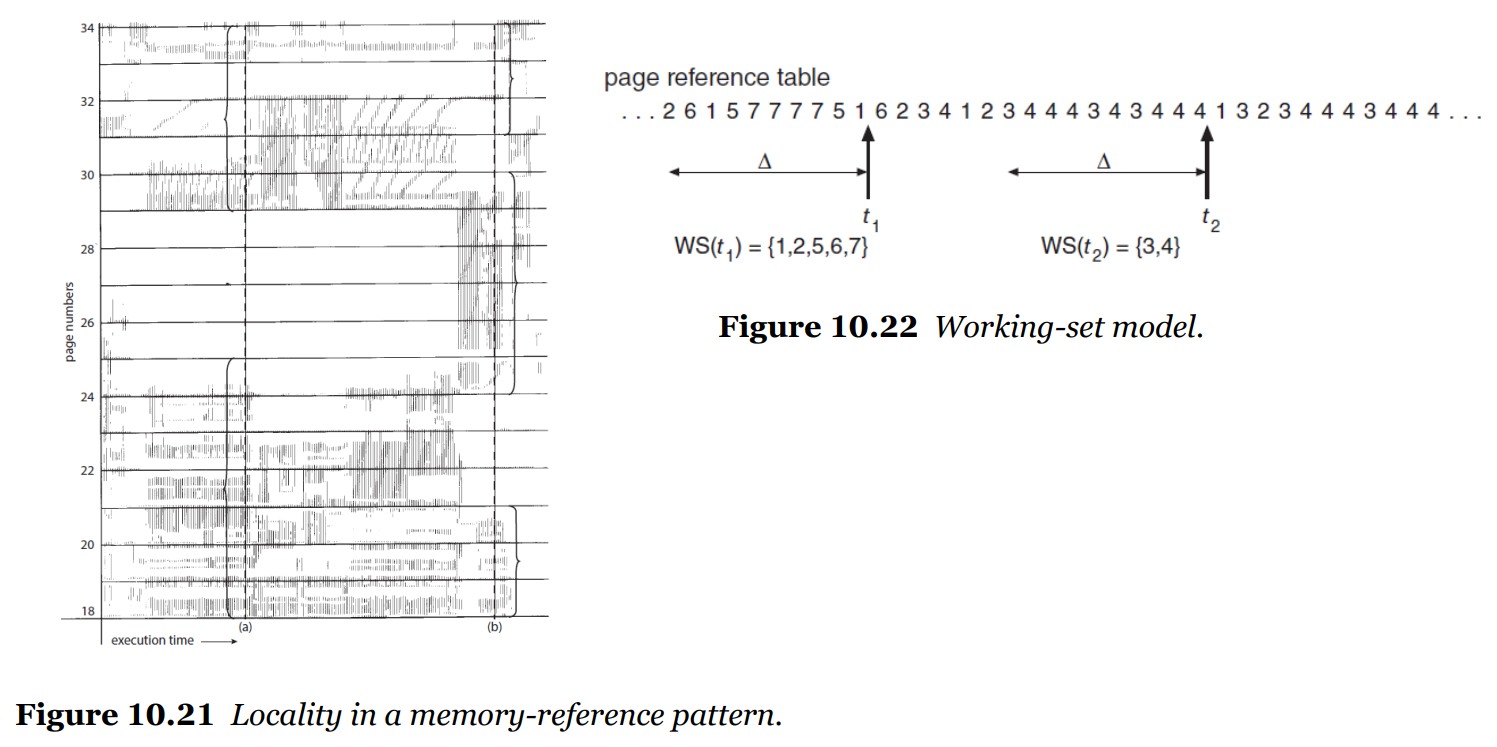 34
32
30
28
26
24
22
20
18
page numbers
(a)
(b)
execution time
Figure 10.21 Locality in a memory-reference pattern.
page reference table
. . . 2 6 1 5 7 7 7 7 5 1 6 2 3 4 1 2 3 4 4 4 3 4 3 4 4 4 1 3 2 3 4 4 4 3 4 4 4 . . .
Δ
Δ
t1
t2
WS(t1) = {1,2,5,6,7}
WS(t2) = {3,4}
Figure 10.22 Working-set model.